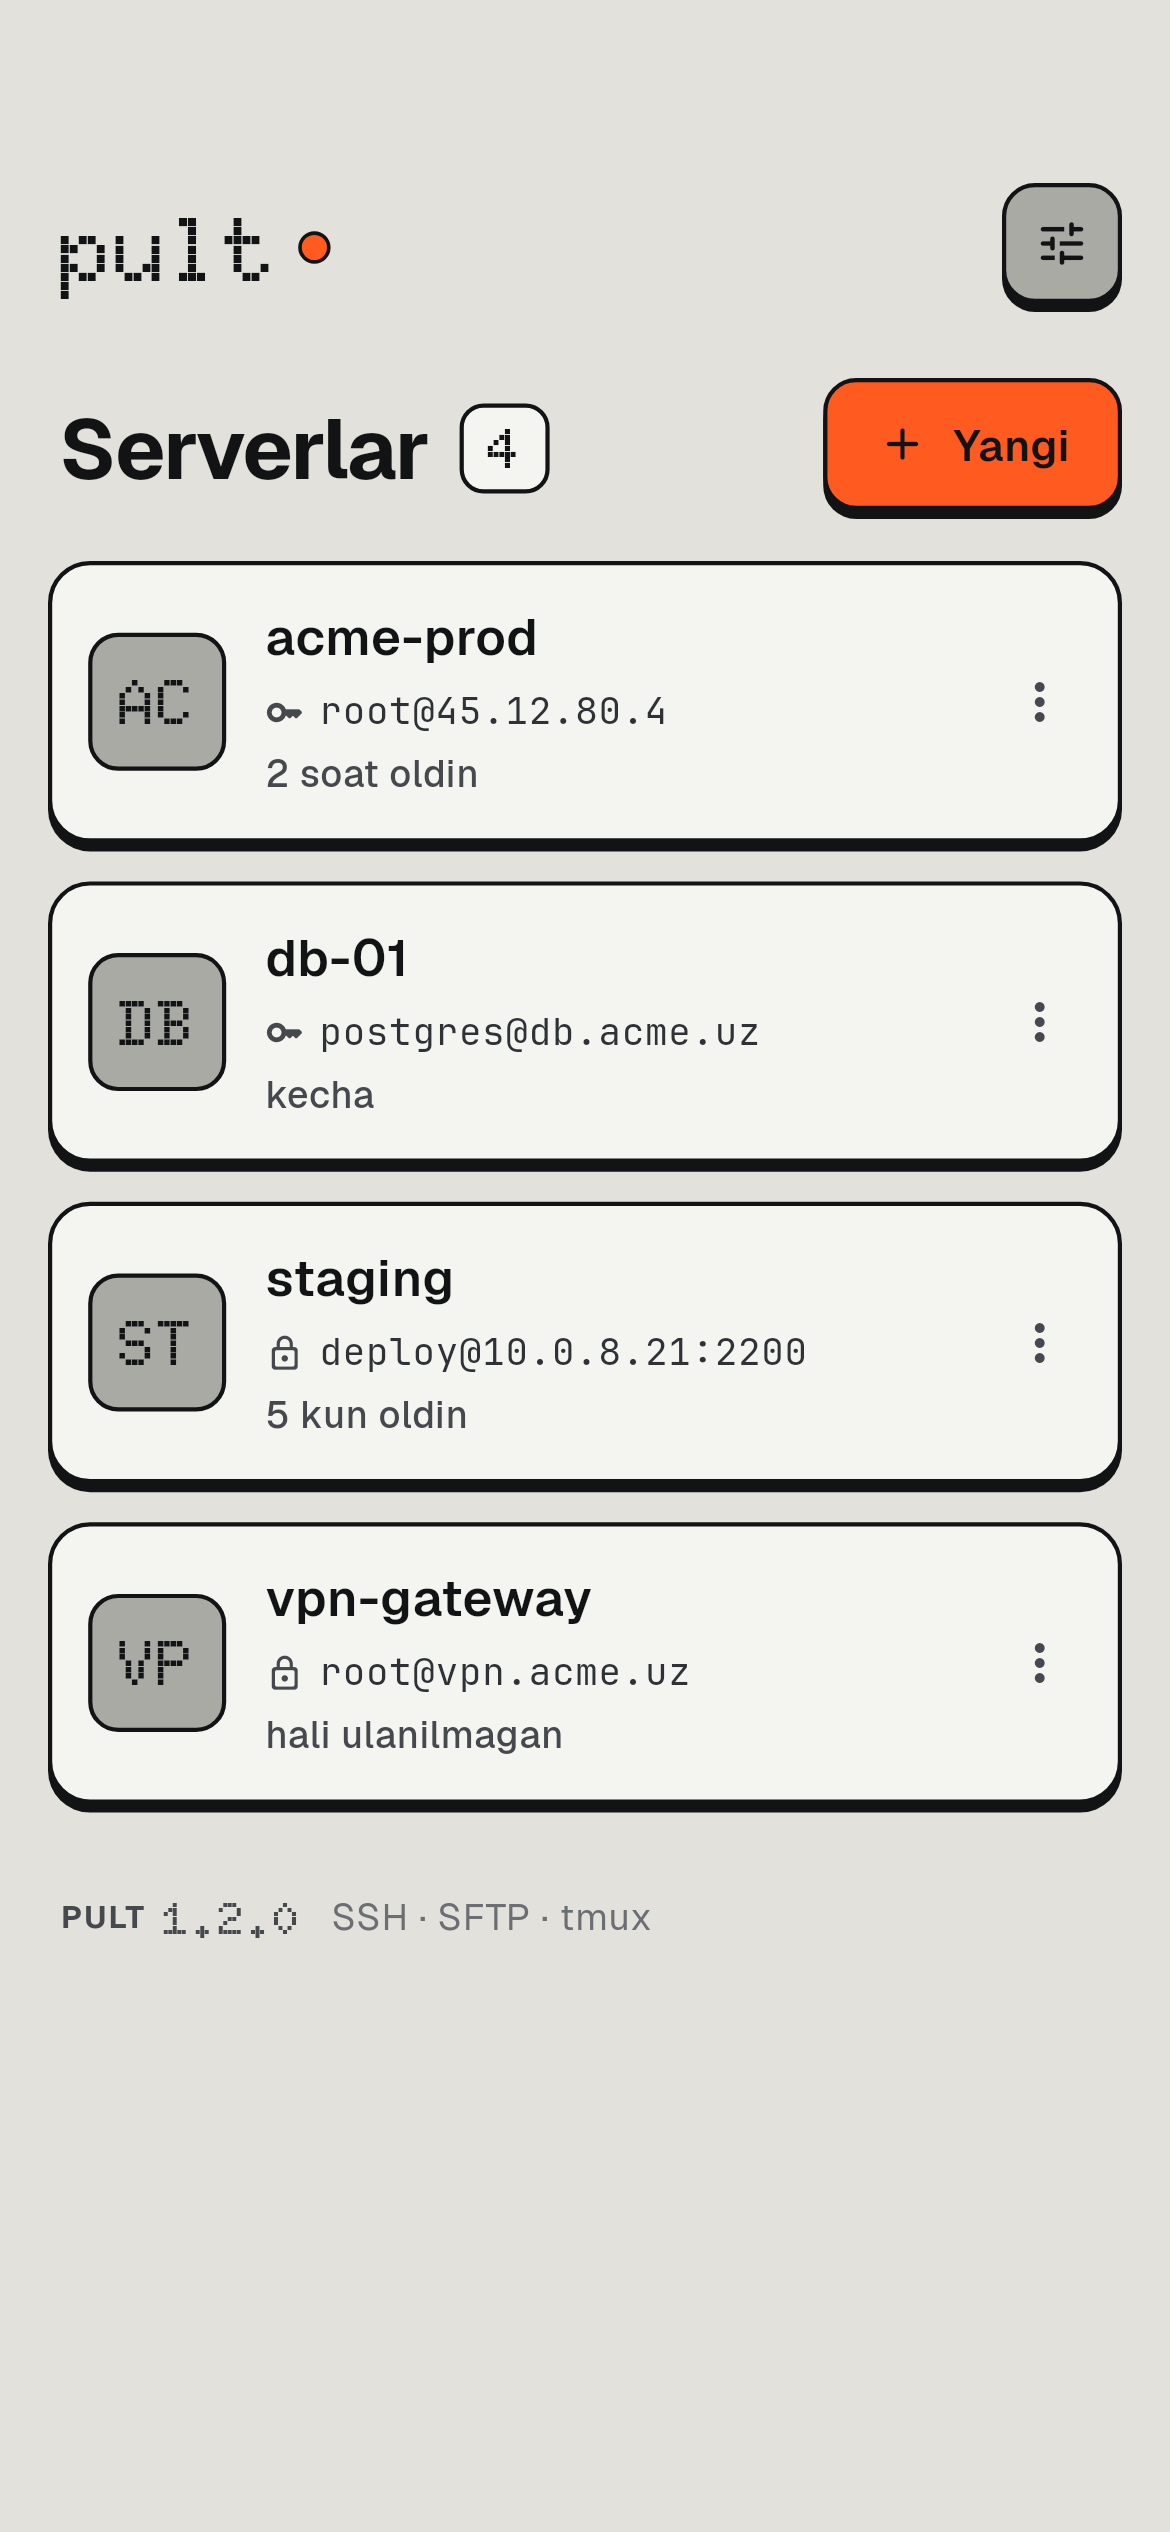 pult
Serverlar 4
+ Yangi
AC
acme-prod
root@45.12.80.4
2 soat oldin
DB
db-01
postgres@db.acme.uz
kecha
ST
staging
deploy@10.0.8.21:2200
5 kun oldin
VP
vpn-gateway
root@vpn.acme.uz
hali ulanilmagan
PULT 1.2.0 SSH · SFTP · tmux